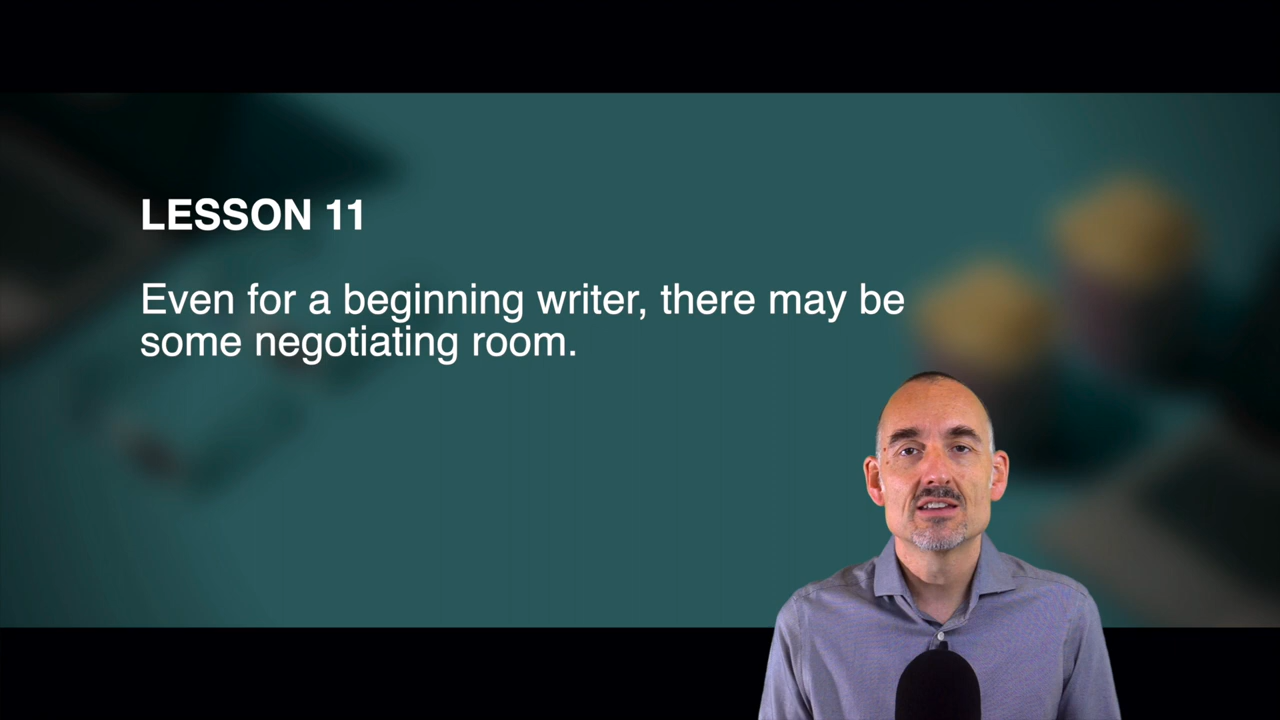 LESSON 11
Even for a beginning writer, there may be
some negotiating room.